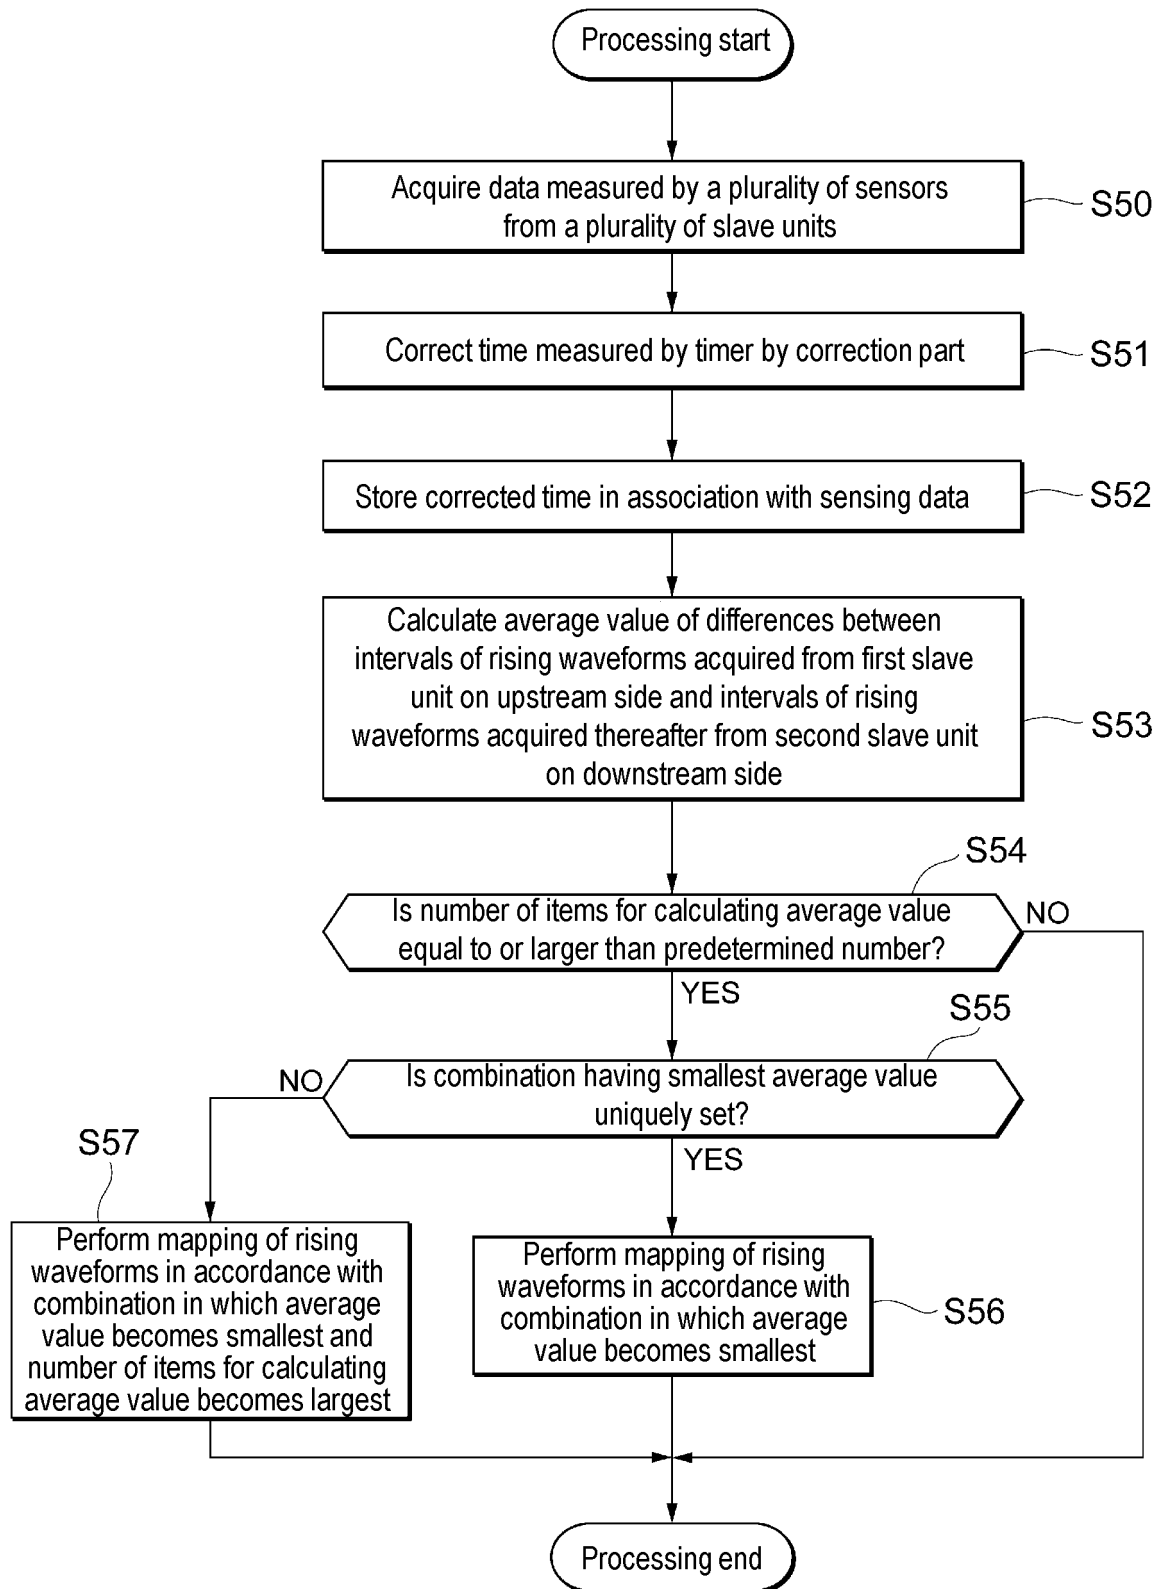 Processing start
Acquire data measured by a plurality of sensors
from a plurality of slave units
S50
Correct time measured by timer by correction part
S51
Store corrected time in association with sensing data
S52
Calculate average value of differences between
intervals of rising waveforms acquired from first slave
unit on upstream side and intervals of rising
waveforms acquired thereafter from second slave unit
on downstream side
S53
S54
Is number of items for calculating average value
equal to or larger than predetermined number?
NO
YES
S55
Is combination having smallest average value
uniquely set?
NO
YES
S57
Perform mapping of rising
waveforms in accordance with
combination in which average
value becomes smallest and
number of items for calculating
average value becomes largest
Perform mapping of rising
waveforms in accordance with
combination in which average
value becomes smallest
S56
Processing end